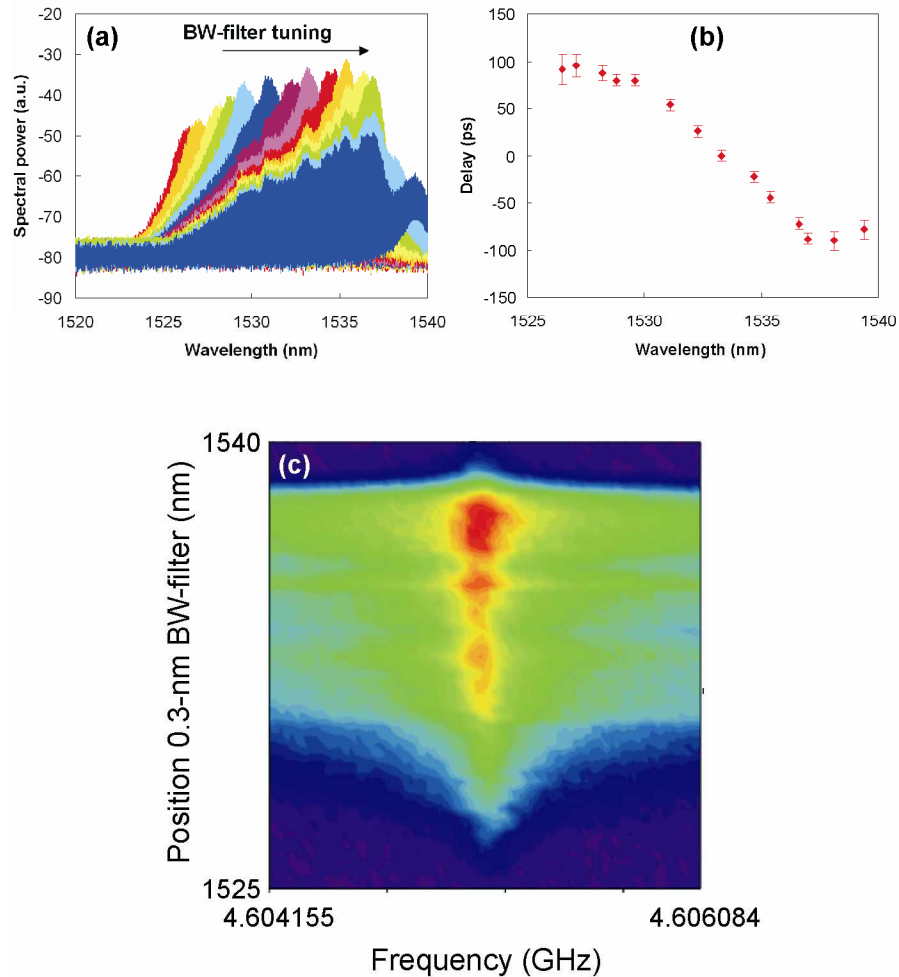 (a)
BW-filter tuning
Spectral power (a.u.)
-20
-30
-40
-50
-60
-70
-80
-90
1520
1525
1530
1535
1540
Wavelength (nm)
(b)
Delay (ps)
150
100
50
0
-50
-100
-150
1525
1530
1535
1540
Wavelength (nm)
(c)
Position 0.3-nm BW-filter (nm)
1540
1525
4.604155
4.606084
Frequency (GHz)